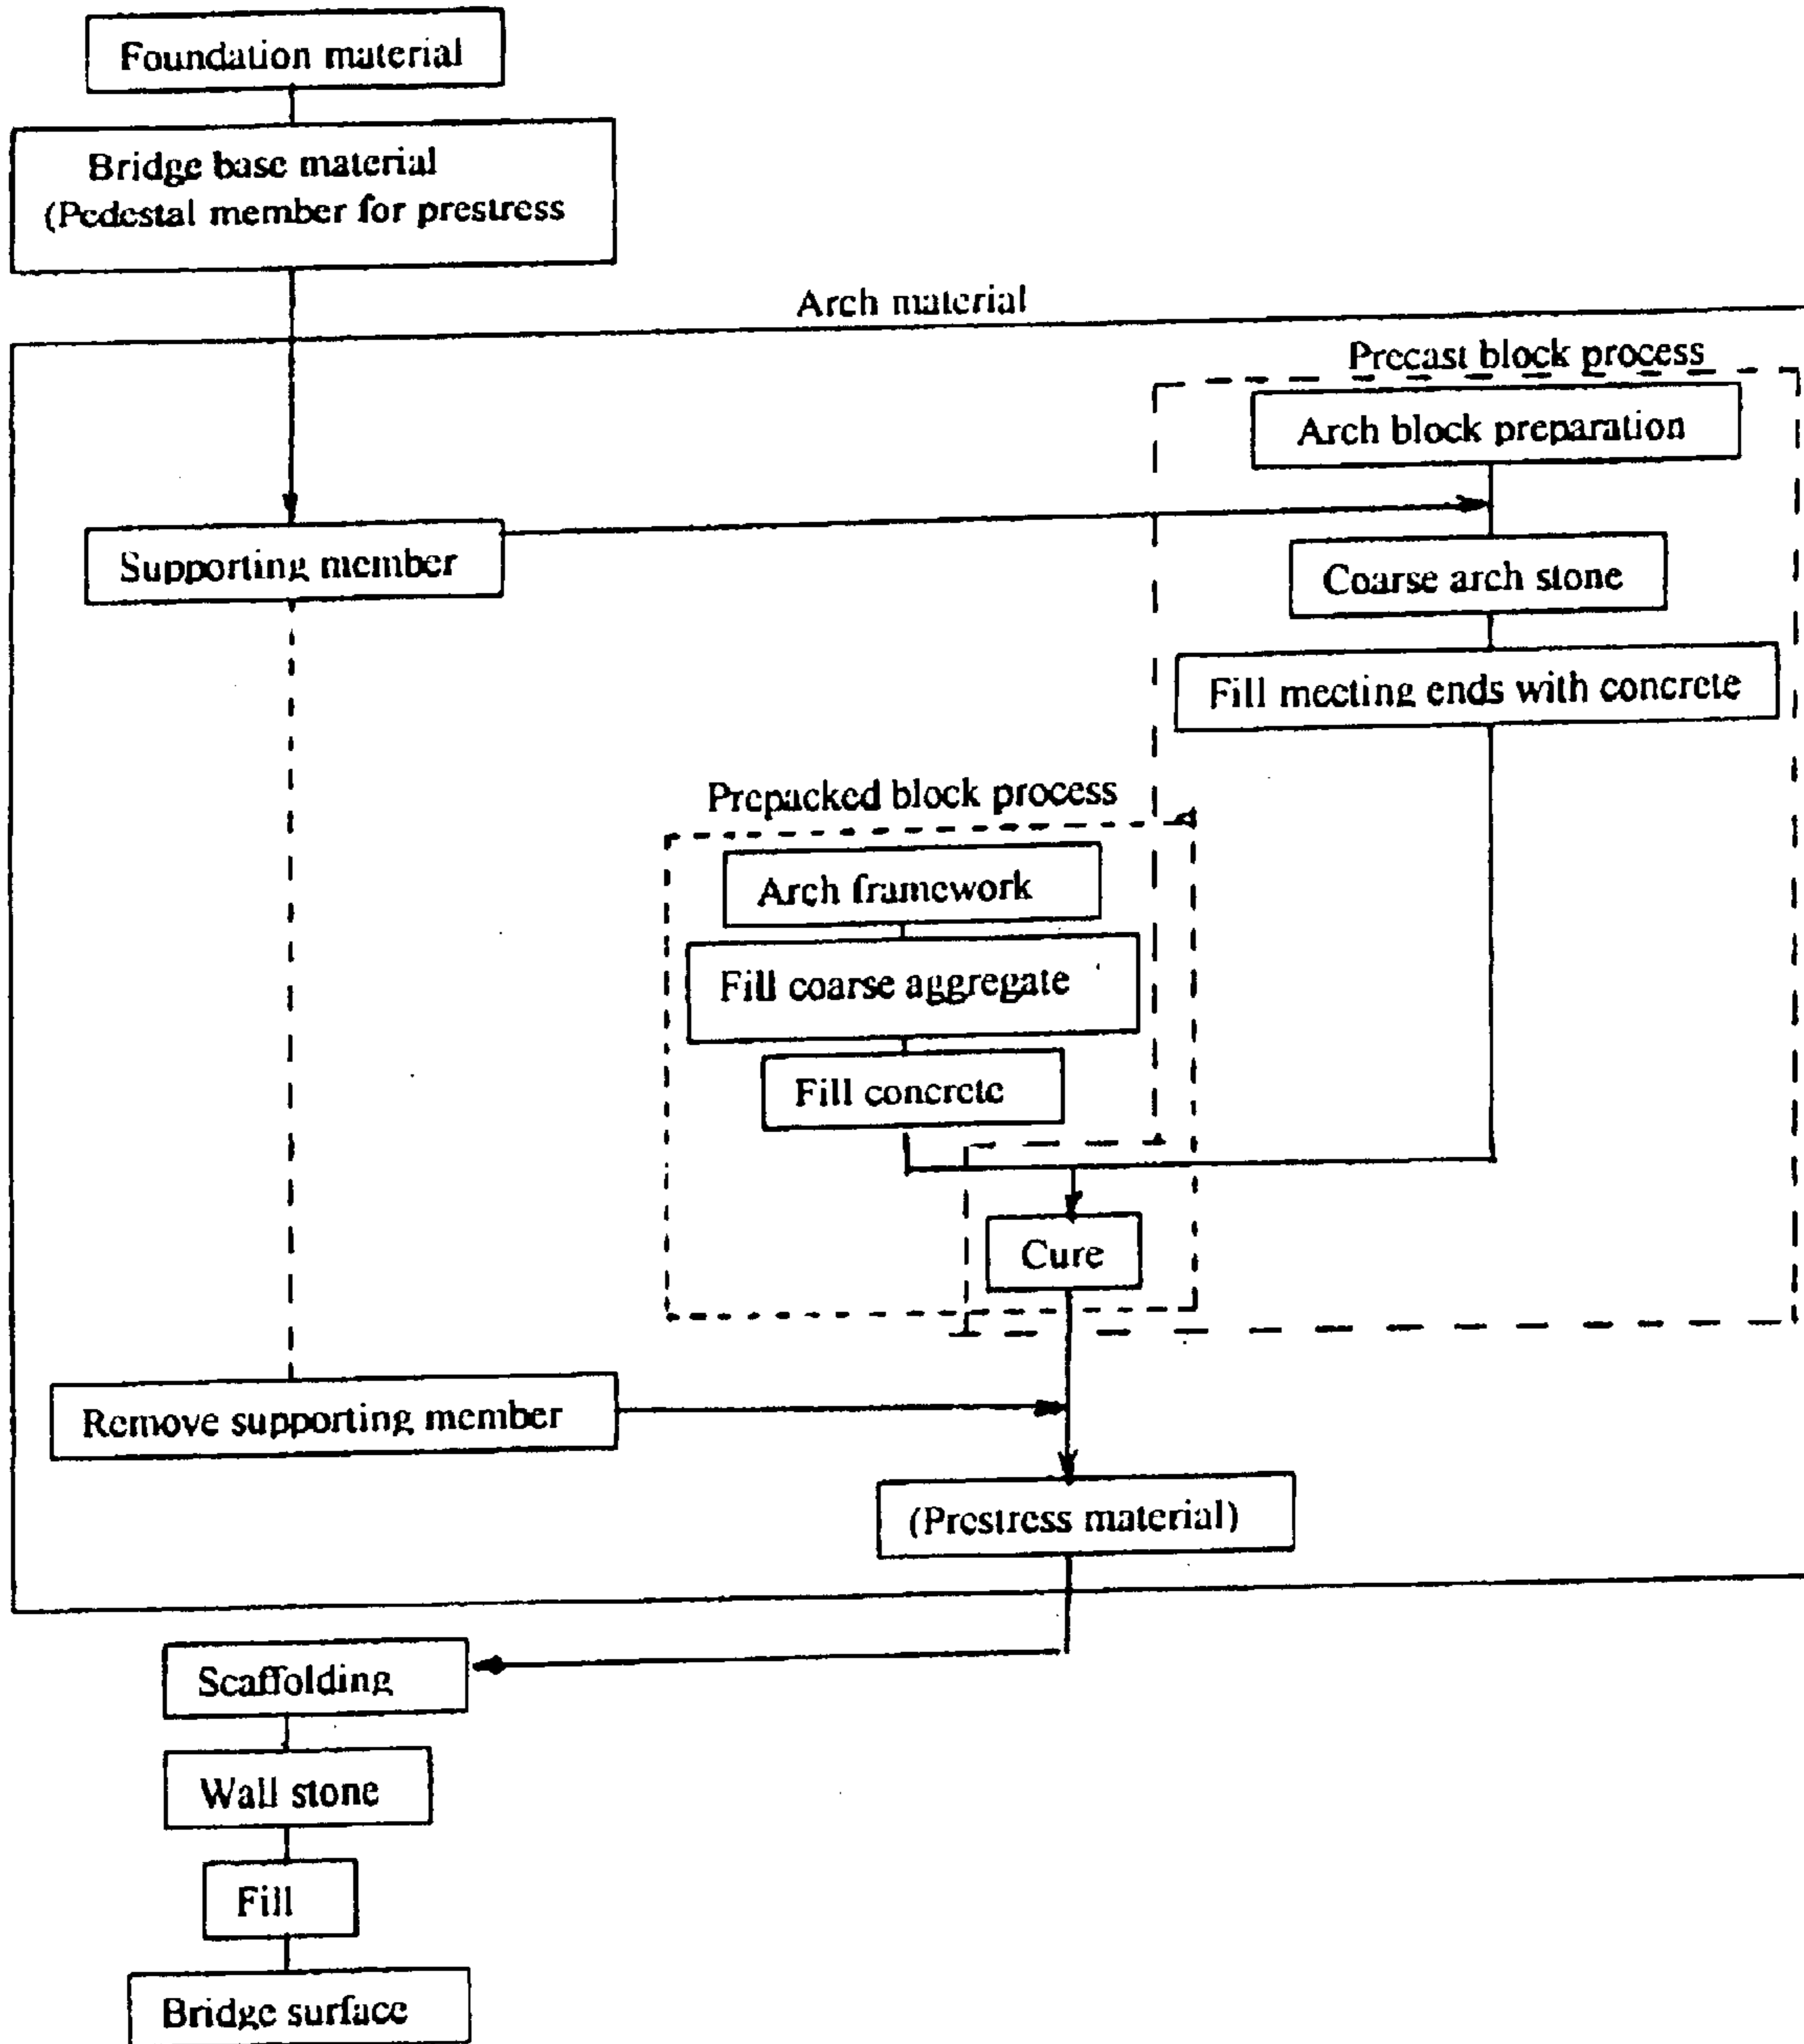 Foundation material
Bridge base material
(Pedestal member for prestress
Arch material
Precast block process
Arch block preparation
Supporting member
Coarse arch stone
Fill meeting ends with concrete
Prepacked block process
Arch framework
Fill coarse aggregate
Fill concrete
Cure
Remove supporting member
(Prestress material)
Scaffolding
Wall stone
Fill
Bridge surface